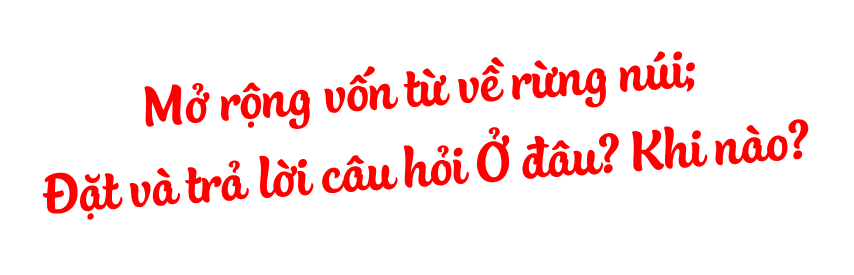 Mở rộng vốn từ về rừng núi;
Đặt và trả lời câu hỏi Ở đâu? Khi nào?